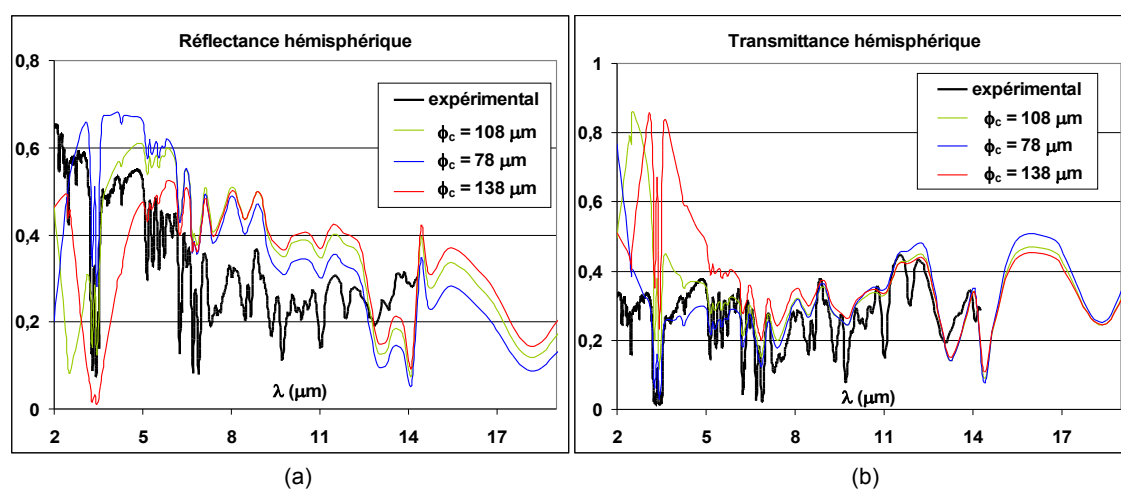 Réflectance hémisphérique
0,8
0,6
0,4
0,2
0
expérimental
ϕc = 108 μm
ϕc = 78 μm
ϕc = 138 μm
λ (μm)
2 5 8 11 14 17
(a)
Transmittance hémisphérique
1
0,8
0,6
0,4
0,2
0
expérimental
ϕc = 108 μm
ϕc = 78 μm
ϕc = 138 μm
λ (μm)
2 5 8 11 14 17
(b)